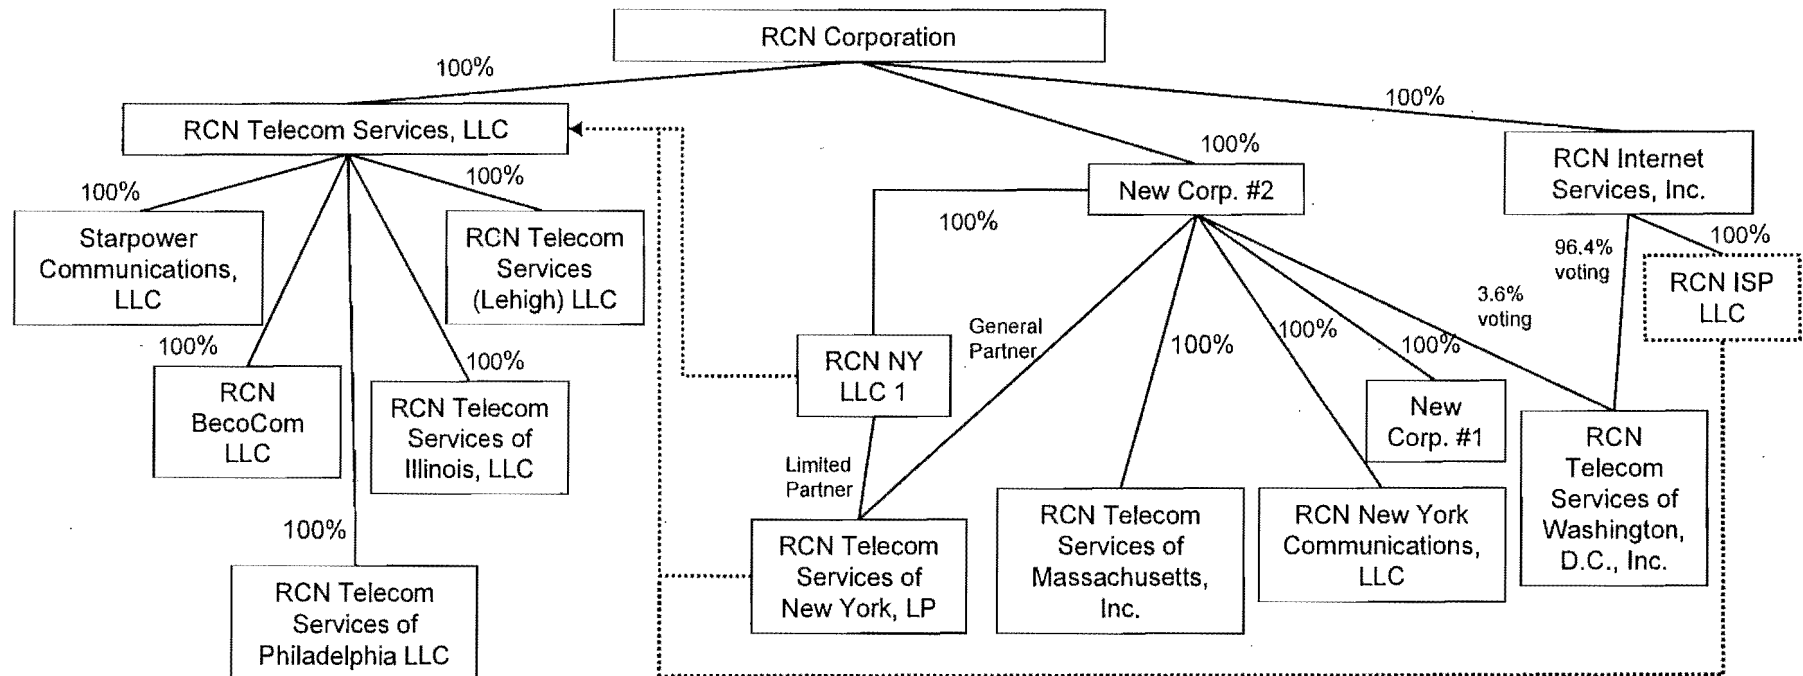 RCN Corporation
100%
100%
RCN Telecom Services, LLC
100%
RCN Internet
Services, Inc.
New Corp. #2
100%
100%
100%
100%
96.4%
voting
3.6%
voting
Starpower
Communications,
LLC
RCN Telecom
Services
(Lehigh) LLC
RCN ISP
LLC
General
Partner
100%
100%
100%
100%
100%
RCN NY
LLC 1
RCN
BecoCom
LLC
RCN Telecom
Services of
Illinois, LLC
New
Corp. #1
Limited
Partner
RCN
Telecom
Services of
Washington,
D.C., Inc.
100%
RCN Telecom
Services of
New York, LP
RCN Telecom
Services of
Massachusetts,
Inc.
RCN New York
Communications,
LLC
RCN Telecom
Services of
Philadelphia LLC